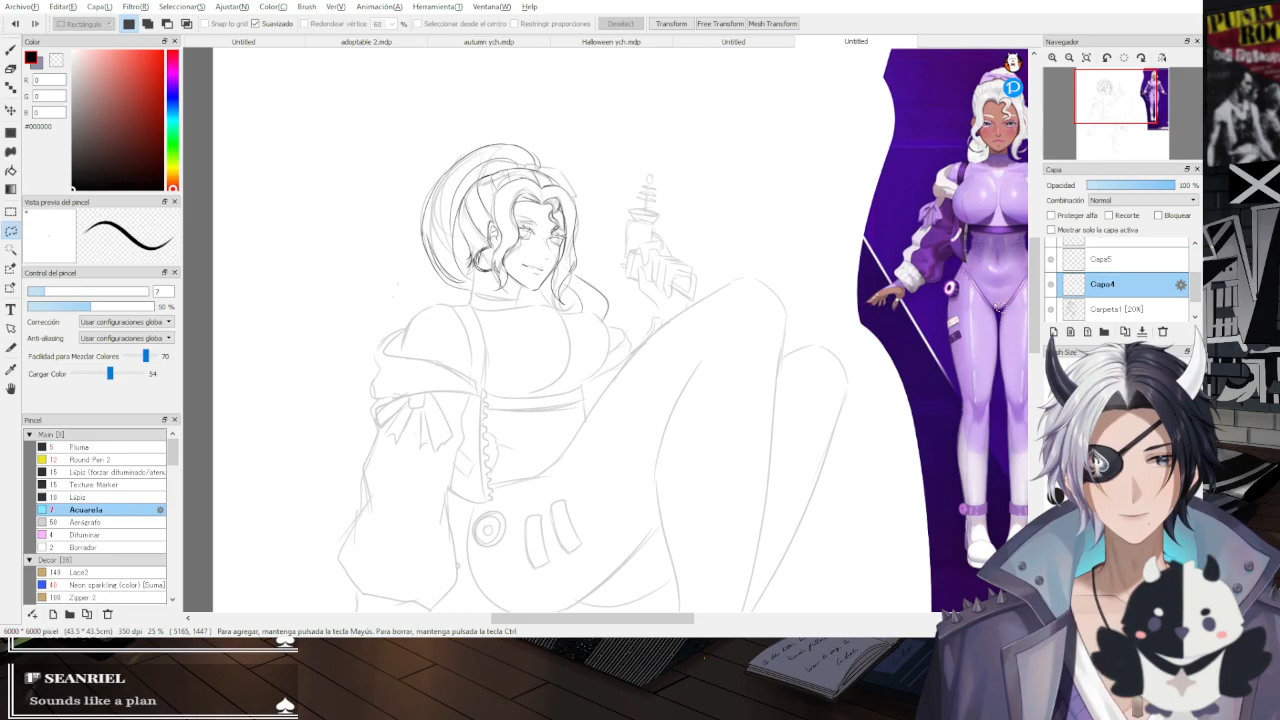 Archivo(F) Editar(E) Capa(L) Filtro(R) Seleccionar(S) Ajustar(N) Color(C) Brush Ver(V) Animación(A) Herramienta(T) Ventana(W) Help
Rectángulo Snap to grid Suavizado Redondear vértice 60 % Seleccionar desde el centro Restringir proporciones Deselect Transform Free Transform Mesh Transform
Color
Untitled adoptable 2.mdp autumn ych.mdp Halloween ych.mdp Untitled Untitled
Navegador
R 0
G 0
B 0
#000000
Capa
Opacidad 100 %
Combinación Normal
Proteger alfa Recorte Bloquear
Mostrar solo la capa activa
Capa5
Capa4
Carpeta1 [20%]
Vista previa del pincel
Control del pincel
7
50 %
Corrección Usar configuraciones globa
Anti-aliasing Usar configuraciones globa
Facilidad para Mezclar Colores 70
Cargar Color 54
Pincel
Main [9]
5 Pluma
12 Round Pen 2
15 Lápiz (forzar difuminado/atenu
15 Texture Marker
10 Lápiz
7 Acuarela
50 Aerógrafo
4 Difuminar
2 Borrador
Decor [36]
149 Lace2
40 Neon sparkling (color) [Suma]
100 Zipper 2
6000 * 6000 pixel (43.5 * 43.5cm) 350 dpi 25 % ( 5165, 1447 ) Para agregar, mantenga pulsada la tecla Mayús. Para borrar, mantenga pulsada la tecla Ctrl
SEANRIEL
Sounds like a plan